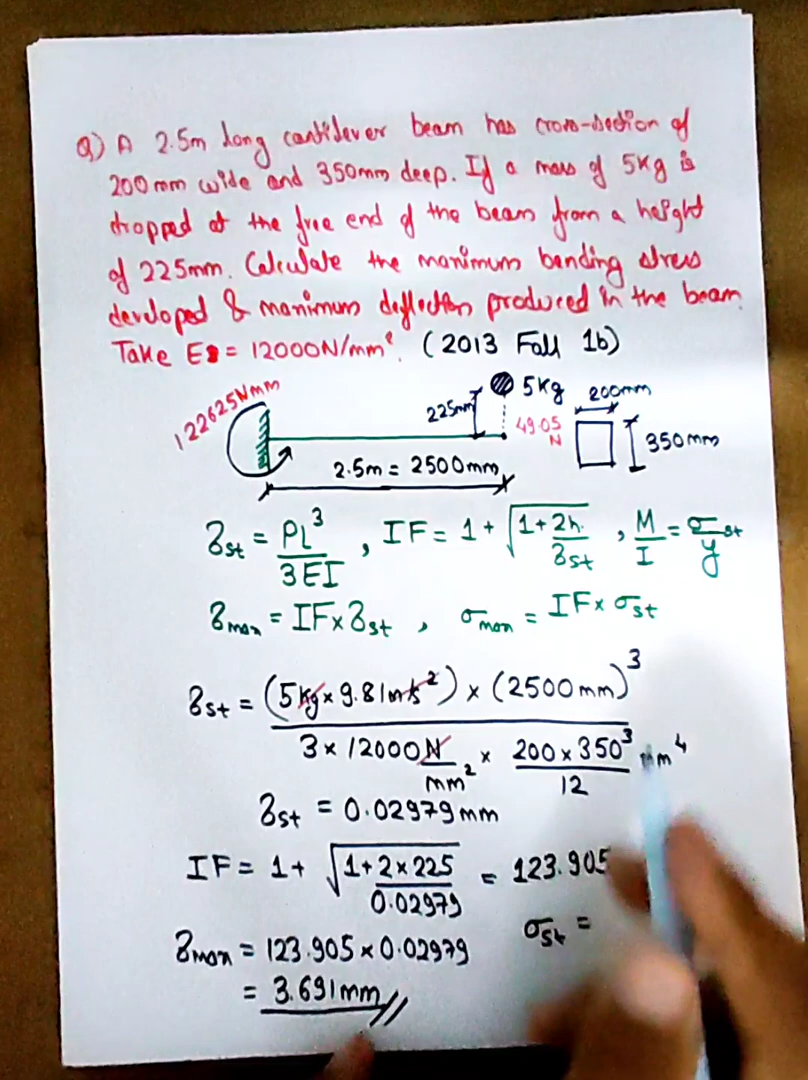 Q) A 2.5m long cantilever beam has cross-section of
200mm wide and 350mm deep. If a mass of 5Kg is
dropped at the free end of the beam from a height
of 225mm. Calculate the maximum bending stress
developed & maximum deflection produced in the beam.
Take E = 12000N/mm². (2013 Fall 1b)
122625Nmm
225mm
5Kg
200mm
49.05
N
350mm
2.5m = 2500mm
δst = PL³/3EI , IF = 1 + √(1+2h/δst) , M/I = σst/y
δmax = IF x δst , σmax = IF x σst
δst = (5kg x 9.81m/s²) x (2500mm)³ / 3 x 12000N/mm² x 200 x 350³/12 mm⁴
δst = 0.02979mm
IF = 1 + √(1+2x225/0.02979) = 123.905
δmax = 123.905 x 0.02979
σst =
= 3.691mm //